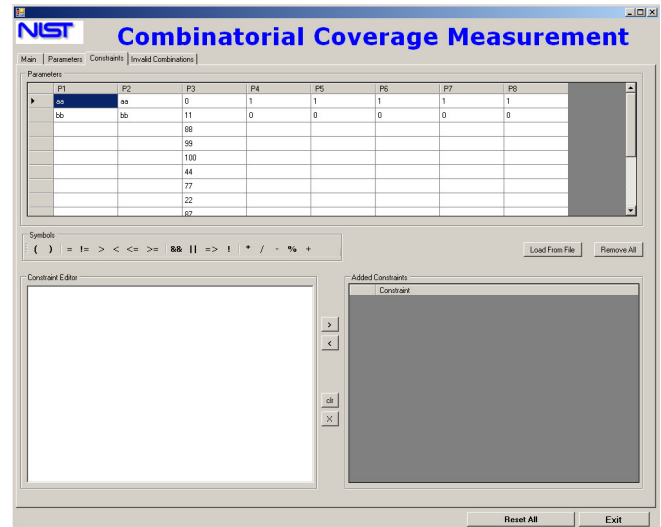 NIST
Combinatorial Coverage Measurement
Main Parameters Constraints Invalid Combinations
Parameters
P1 P2 P3 P4 P5 P6 P7 P8
aa aa 0 1 1 1 1 1
bb bb 11 0 0 0 0 0
88
99
100
44
77
22
87
Symbols
( ) = != > < <= >= && || => ! * / - % +
Load From File Remove All
Constraint Editor
Added Constraints
Constraint
>
<
clr
X
Reset All Exit